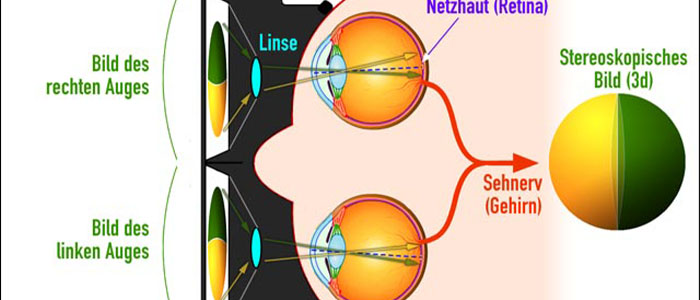 Netzhaut (Retina)
Linse
Bild des
rechten Auges
Stereoskopisches
Bild (3d)
Sehnerv
(Gehirn)
Bild des
linken Auges